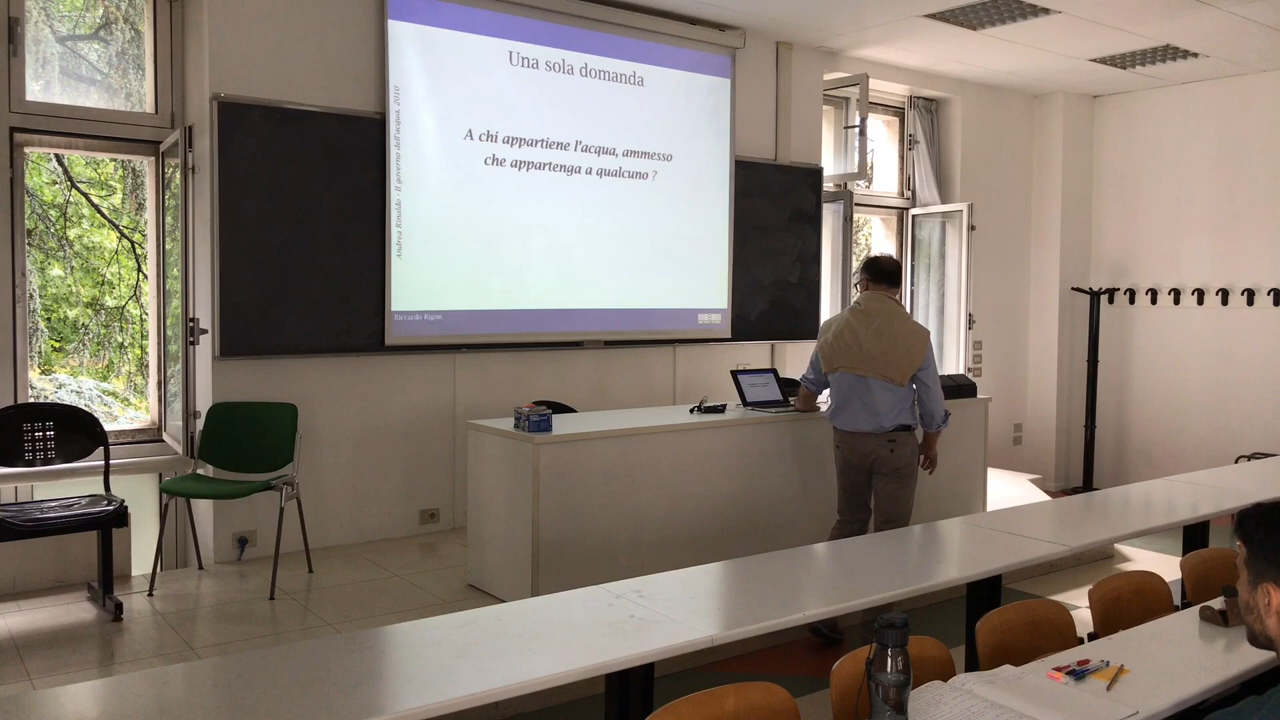 Una sola domanda
A chi appartiene l'acqua, ammesso
che appartenga a qualcuno ?
Andrea Rinaldo - Il governo dell'acqua, 2010
Riccardo Rigon